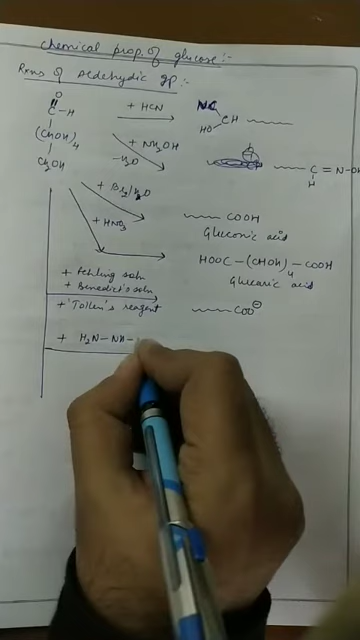 chemical prop. of glucose :-
Rxns of aldehydic gp. :-
O
C-H
(CHOH)4
CH2OH
+ HCN
NC
HO CH
+ NH2OH
-H2O
C = N-OH
H
+ Br2/H2O
COOH
Gluconic acid
+ HNO3
HOOC-(CHOH)4-COOH
Glucaric acid
+ Fehling soln
+ Benedict's soln
+ Tollen's reagent
COO⊖
+ H2N-NH-